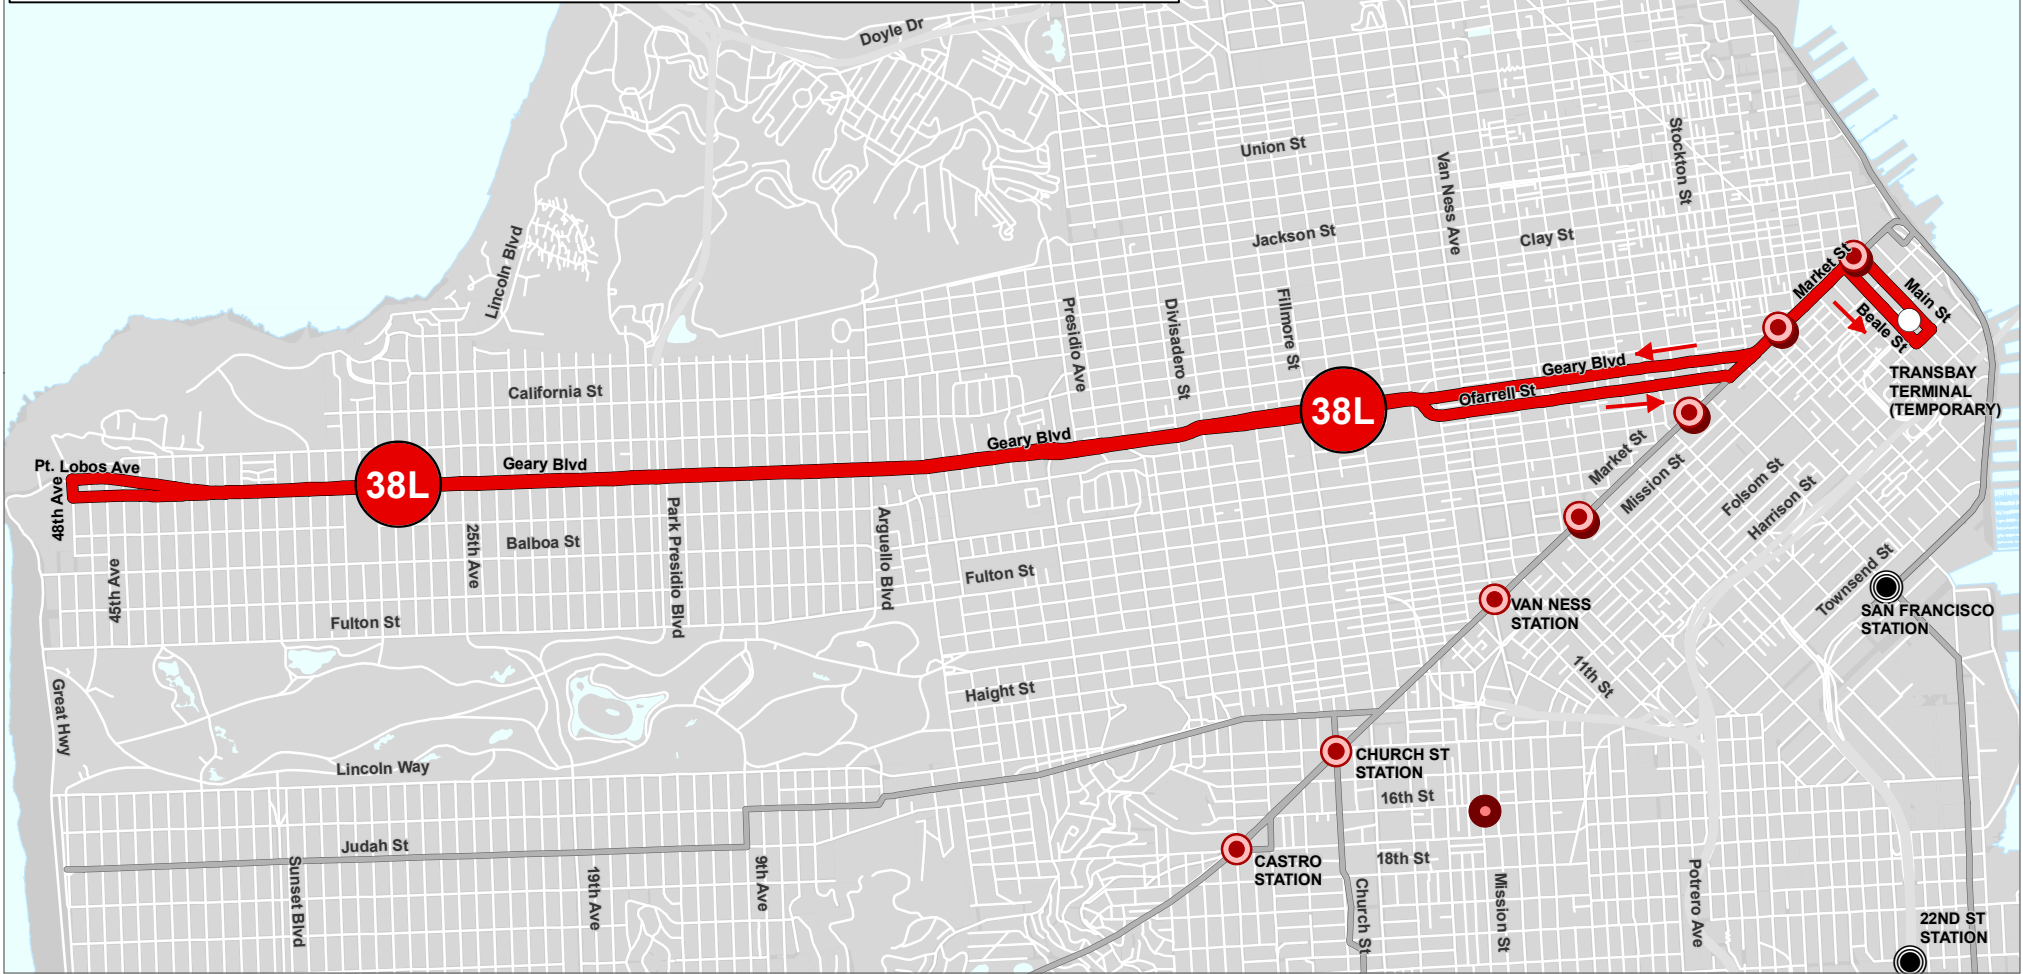 Doyle Dr
Union St
Stockton St
Van Ness Ave
Jackson St
Clay St
Lincoln Blvd
Market St
Main St
Beale St
Presidio Ave
Divisadero St
Fillmore St
Geary Blvd
Ofarrell St
TRANSBAY
TERMINAL
(TEMPORARY)
California St
38L
Geary Blvd
Market St
Mission St
Folsom St
Harrison St
Pt. Lobos Ave
48th Ave
38L
Geary Blvd
25th Ave
Balboa St
Park Presidio Blvd
Arguello Blvd
Fulton St
45th Ave
Fulton St
Townsend St
VAN NESS
STATION
SAN FRANCISCO
STATION
11th St
Great Hwy
Haight St
Lincoln Way
CHURCH ST
STATION
16th St
Judah St
Sunset Blvd
19th Ave
9th Ave
CASTRO
STATION
18th St
Church St
Mission St
Potrero Ave
22ND ST
STATION